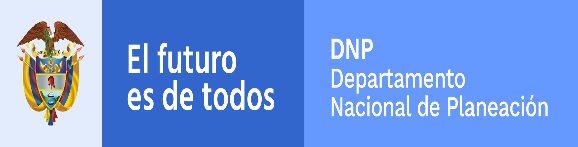 El futuro
es de todos
DNP
Departamento
Nacional de Planeación